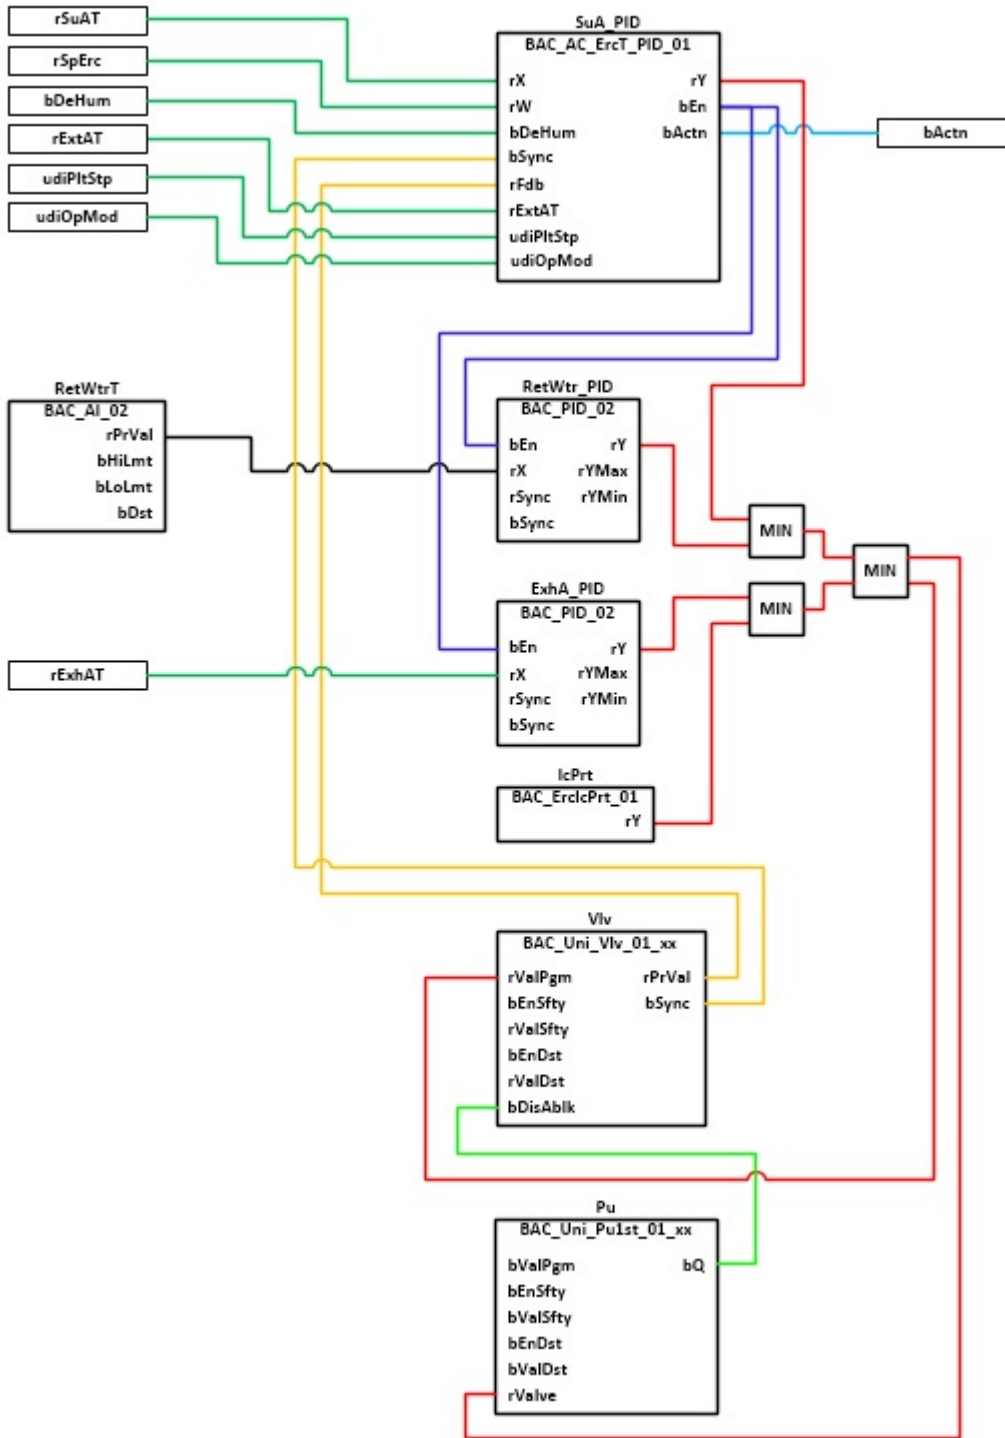 rSuAT
rSpErc
bDeHum
rExtAT
udiPltStp
udiOpMod
SuA_PID
BAC_AC_ErcT_PID_01
rX
rY
rW
bEn
bDeHum
bActn
bSync
rFdb
rExtAT
udiPltStp
udiOpMod
bActn
RetWtrT
BAC_AI_02
rPrVal
bHiLmt
bLoLmt
bDst
RetWtr_PID
BAC_PID_02
bEn
rY
rX
rYMax
rSync
rYMin
bSync
MIN
MIN
MIN
ExhA_PID
BAC_PID_02
bEn
rY
rX
rYMax
rSync
rYMin
bSync
rExhAT
IcPrt
BAC_ErcIcPrt_01
rY
Vlv
BAC_Uni_Vlv_01_xx
rValPgm
rPrVal
bEnSfty
bSync
rValSfty
bEnDst
rValDst
bDisAblk
Pu
BAC_Uni_Pu1st_01_xx
bValPgm
bQ
bEnSfty
bValSfty
bEnDst
bValDst
rValve